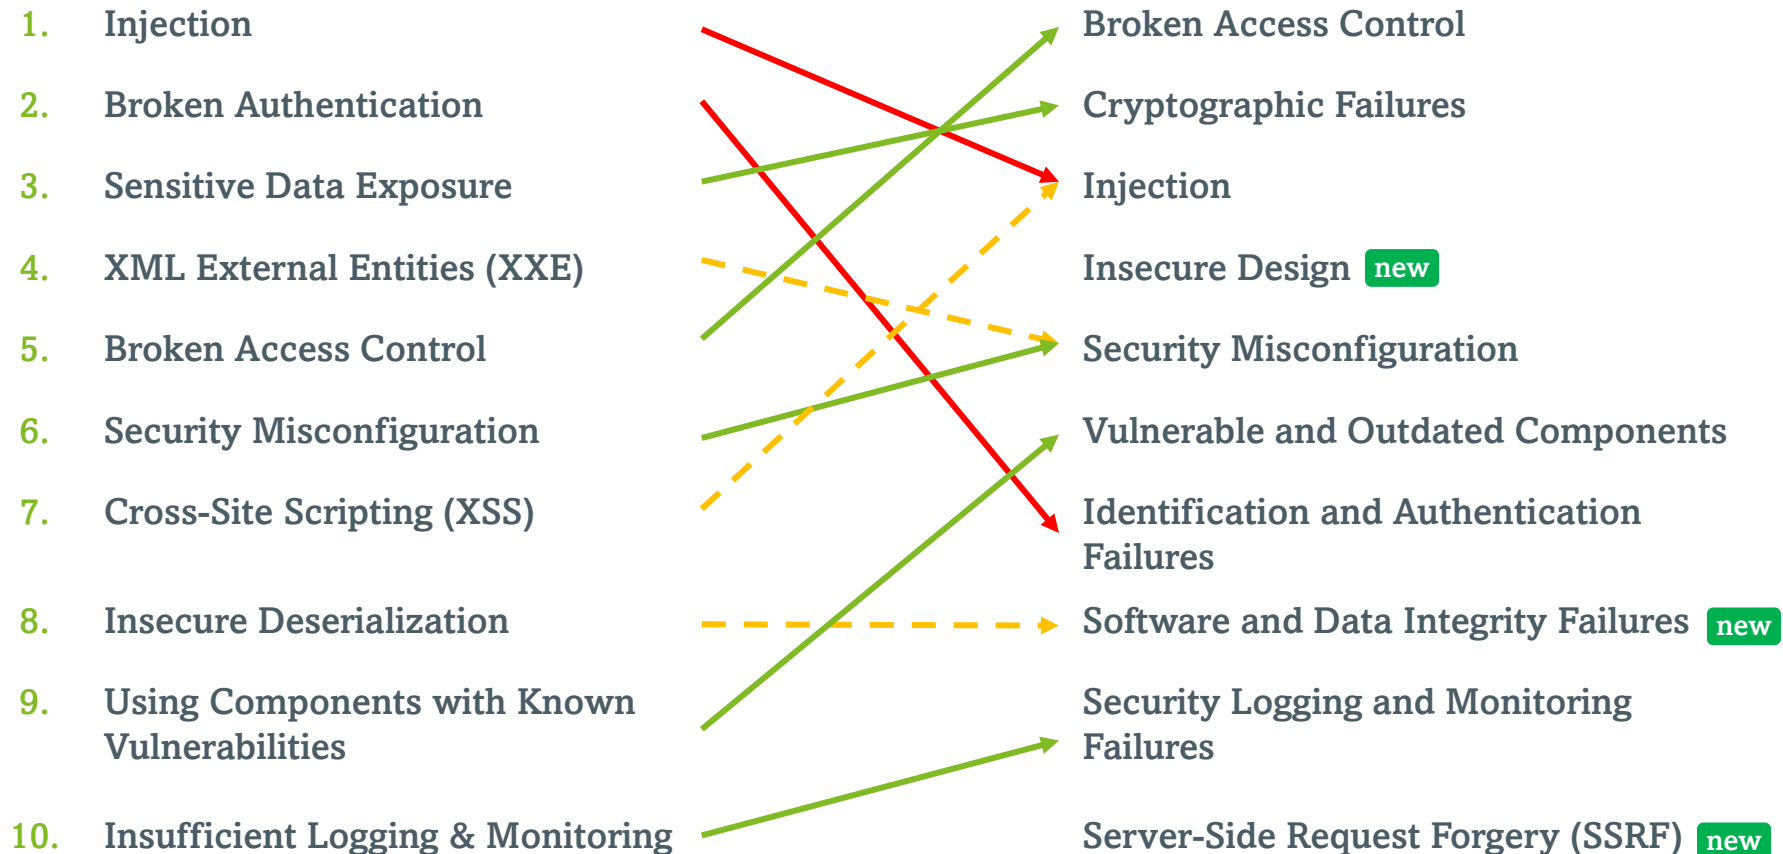 1. Injection
2. Broken Authentication
3. Sensitive Data Exposure
4. XML External Entities (XXE)
5. Broken Access Control
6. Security Misconfiguration
7. Cross-Site Scripting (XSS)
8. Insecure Deserialization
9. Using Components with Known
Vulnerabilities
10. Insufficient Logging & Monitoring
Broken Access Control
Cryptographic Failures
Injection
Insecure Design new
Security Misconfiguration
Vulnerable and Outdated Components
Identification and Authentication
Failures
Software and Data Integrity Failures new
Security Logging and Monitoring
Failures
Server-Side Request Forgery (SSRF) new